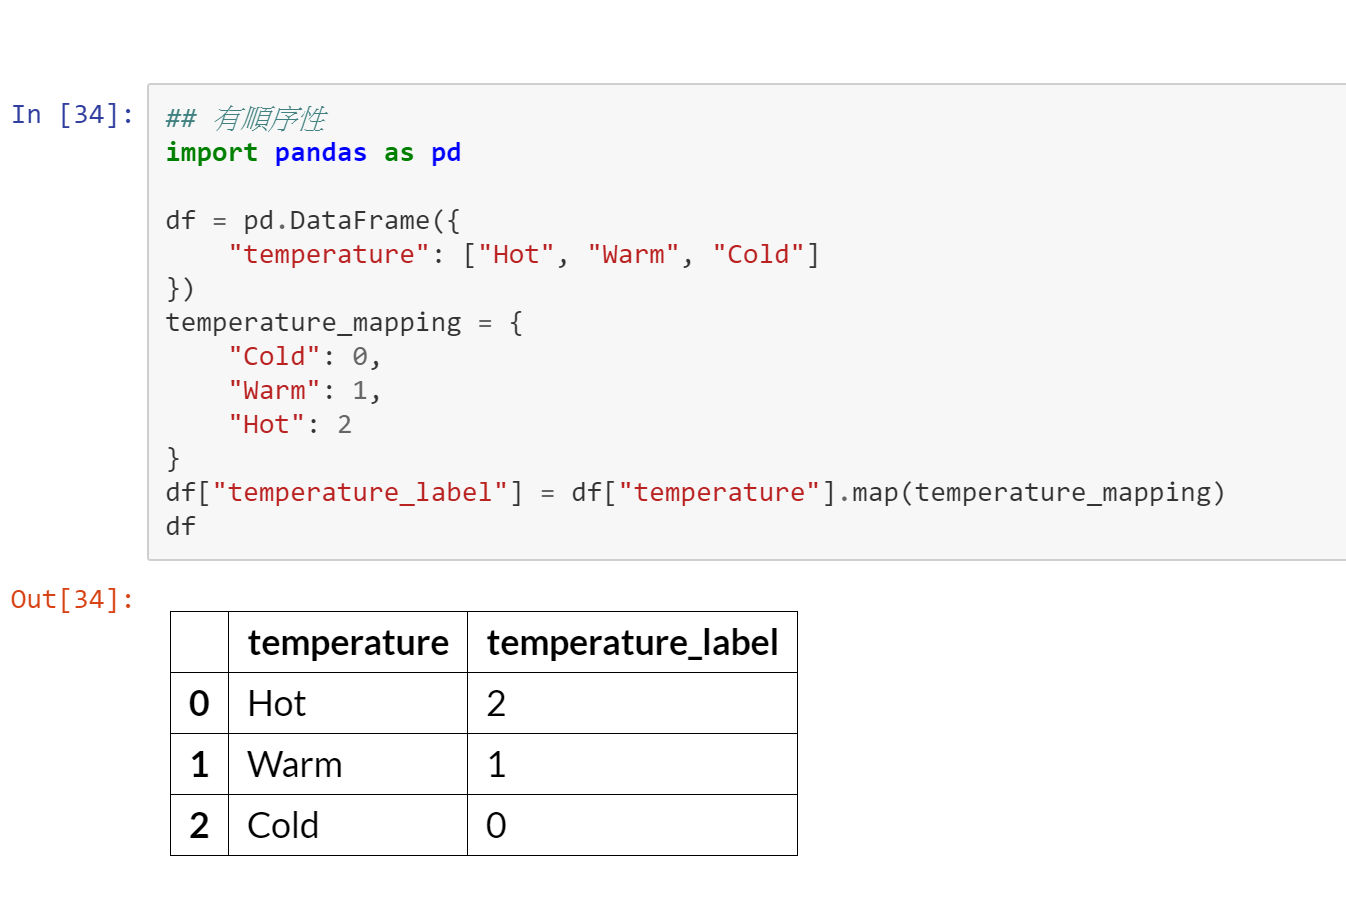 In [34]:
## 有順序性
import pandas as pd
df = pd.DataFrame({
    "temperature": ["Hot", "Warm", "Cold"]
})
temperature_mapping = {
    "Cold": 0,
    "Warm": 1,
    "Hot": 2
}
df["temperature_label"] = df["temperature"].map(temperature_mapping)
df
Out[34]:
temperature temperature_label
0 Hot 2
1 Warm 1
2 Cold 0